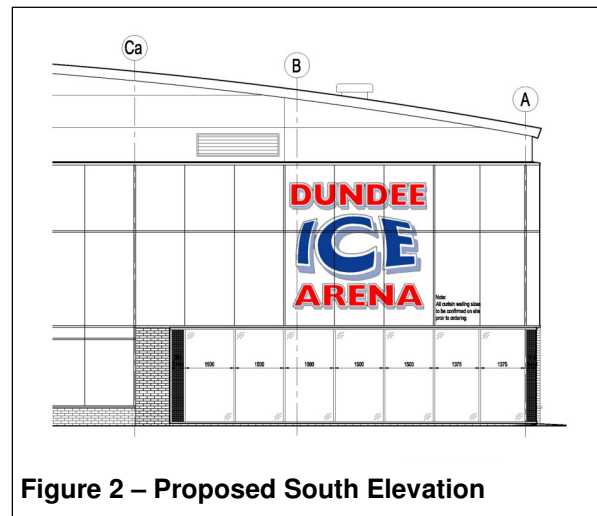 Ca
B
A
DUNDEE
ICE
ARENA
Note:
All curtain walling sizes
to be confirmed on site
proir to ordering
1500 1500 1500 1500 1500 1375 1375
Figure 2 – Proposed South Elevation